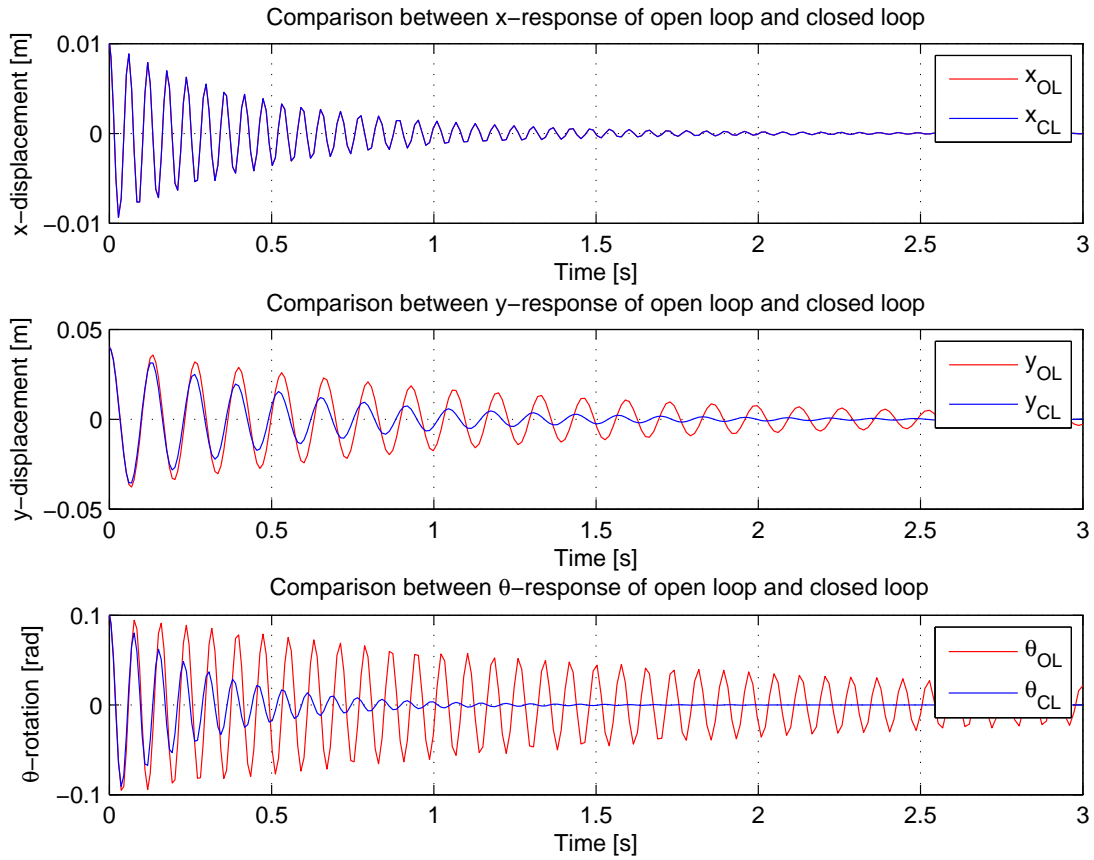 Comparison between x−response of open loop and closed loop
x−displacement [m]
0.01
0
−0.01
x_OL
x_CL
0 0.5 1 1.5 2 2.5 3
Time [s]
Comparison between y−response of open loop and closed loop
y−displacement [m]
0.05
0
−0.05
y_OL
y_CL
0 0.5 1 1.5 2 2.5 3
Time [s]
Comparison between θ−response of open loop and closed loop
θ−rotation [rad]
0.1
0
−0.1
θ_OL
θ_CL
0 0.5 1 1.5 2 2.5 3
Time [s]